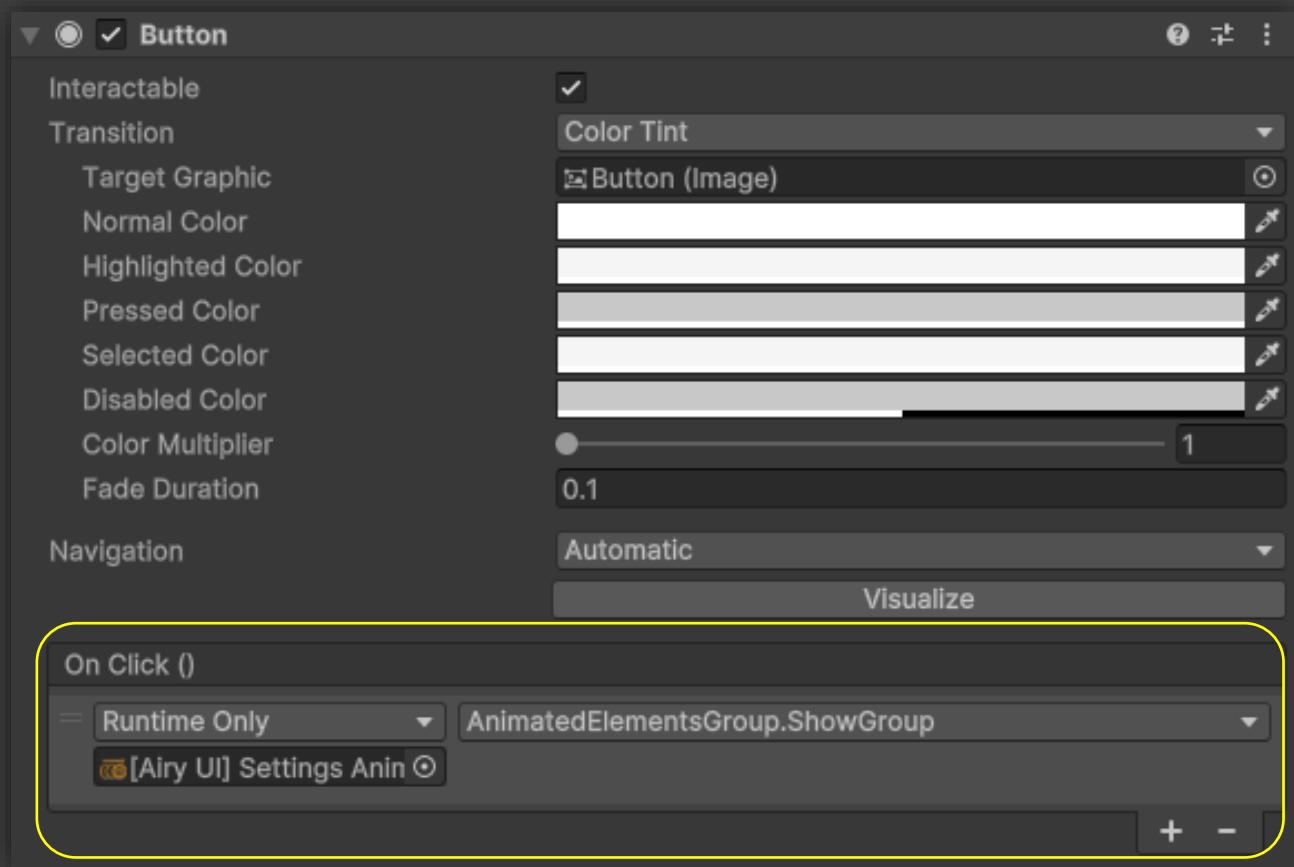 Button
Interactable
Transition Color Tint
Target Graphic Button (Image)
Normal Color
Highlighted Color
Pressed Color
Selected Color
Disabled Color
Color Multiplier 1
Fade Duration 0.1
Navigation Automatic
Visualize
On Click ()
Runtime Only AnimatedElementsGroup.ShowGroup
[Airy UI] Settings Anim